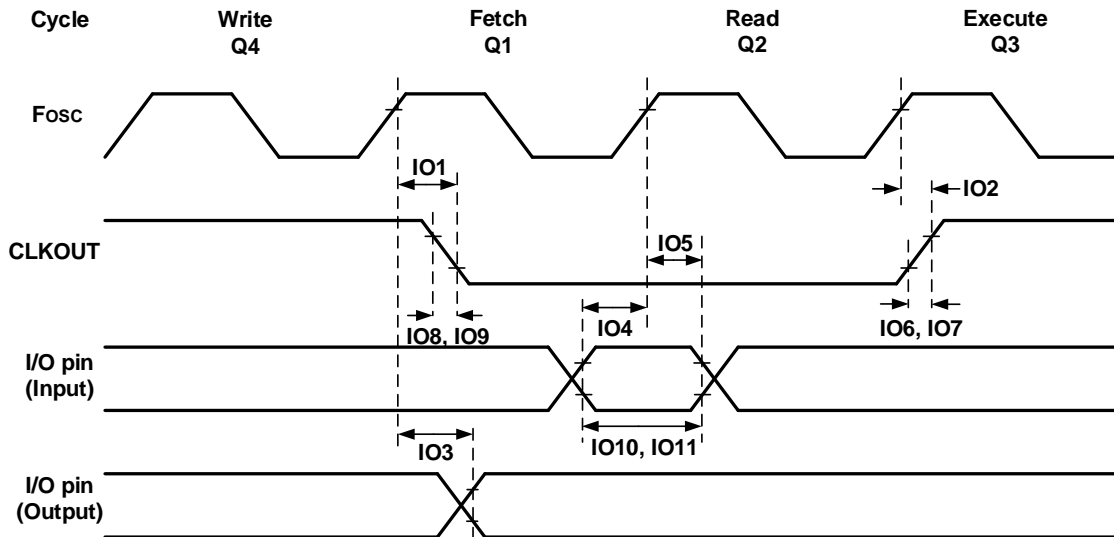 Cycle Write Fetch Read Execute
Q4 Q1 Q2 Q3
Fosc
IO1
IO2
CLKOUT
IO5
IO4
IO8, IO9
IO6, IO7
I/O pin
(Input)
IO10, IO11
IO3
I/O pin
(Output)